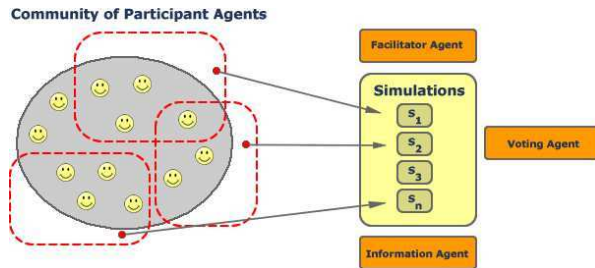 Community of Participant Agents
Facilitator Agent
Simulations
s1
s2
s3
sn
Voting Agent
Information Agent